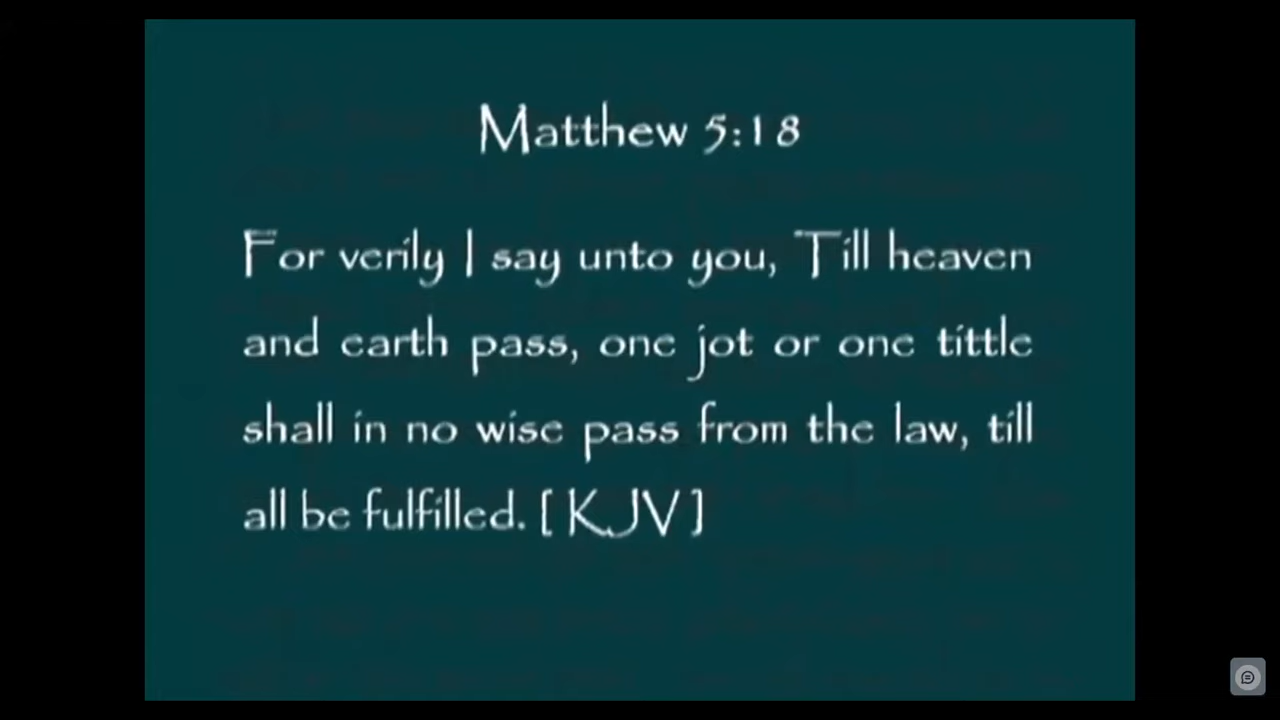 Matthew 5:18
For verily I say unto you, Till heaven
and earth pass, one jot or one tittle
shall in no wise pass from the law, till
all be fulfilled. [ KJV ]